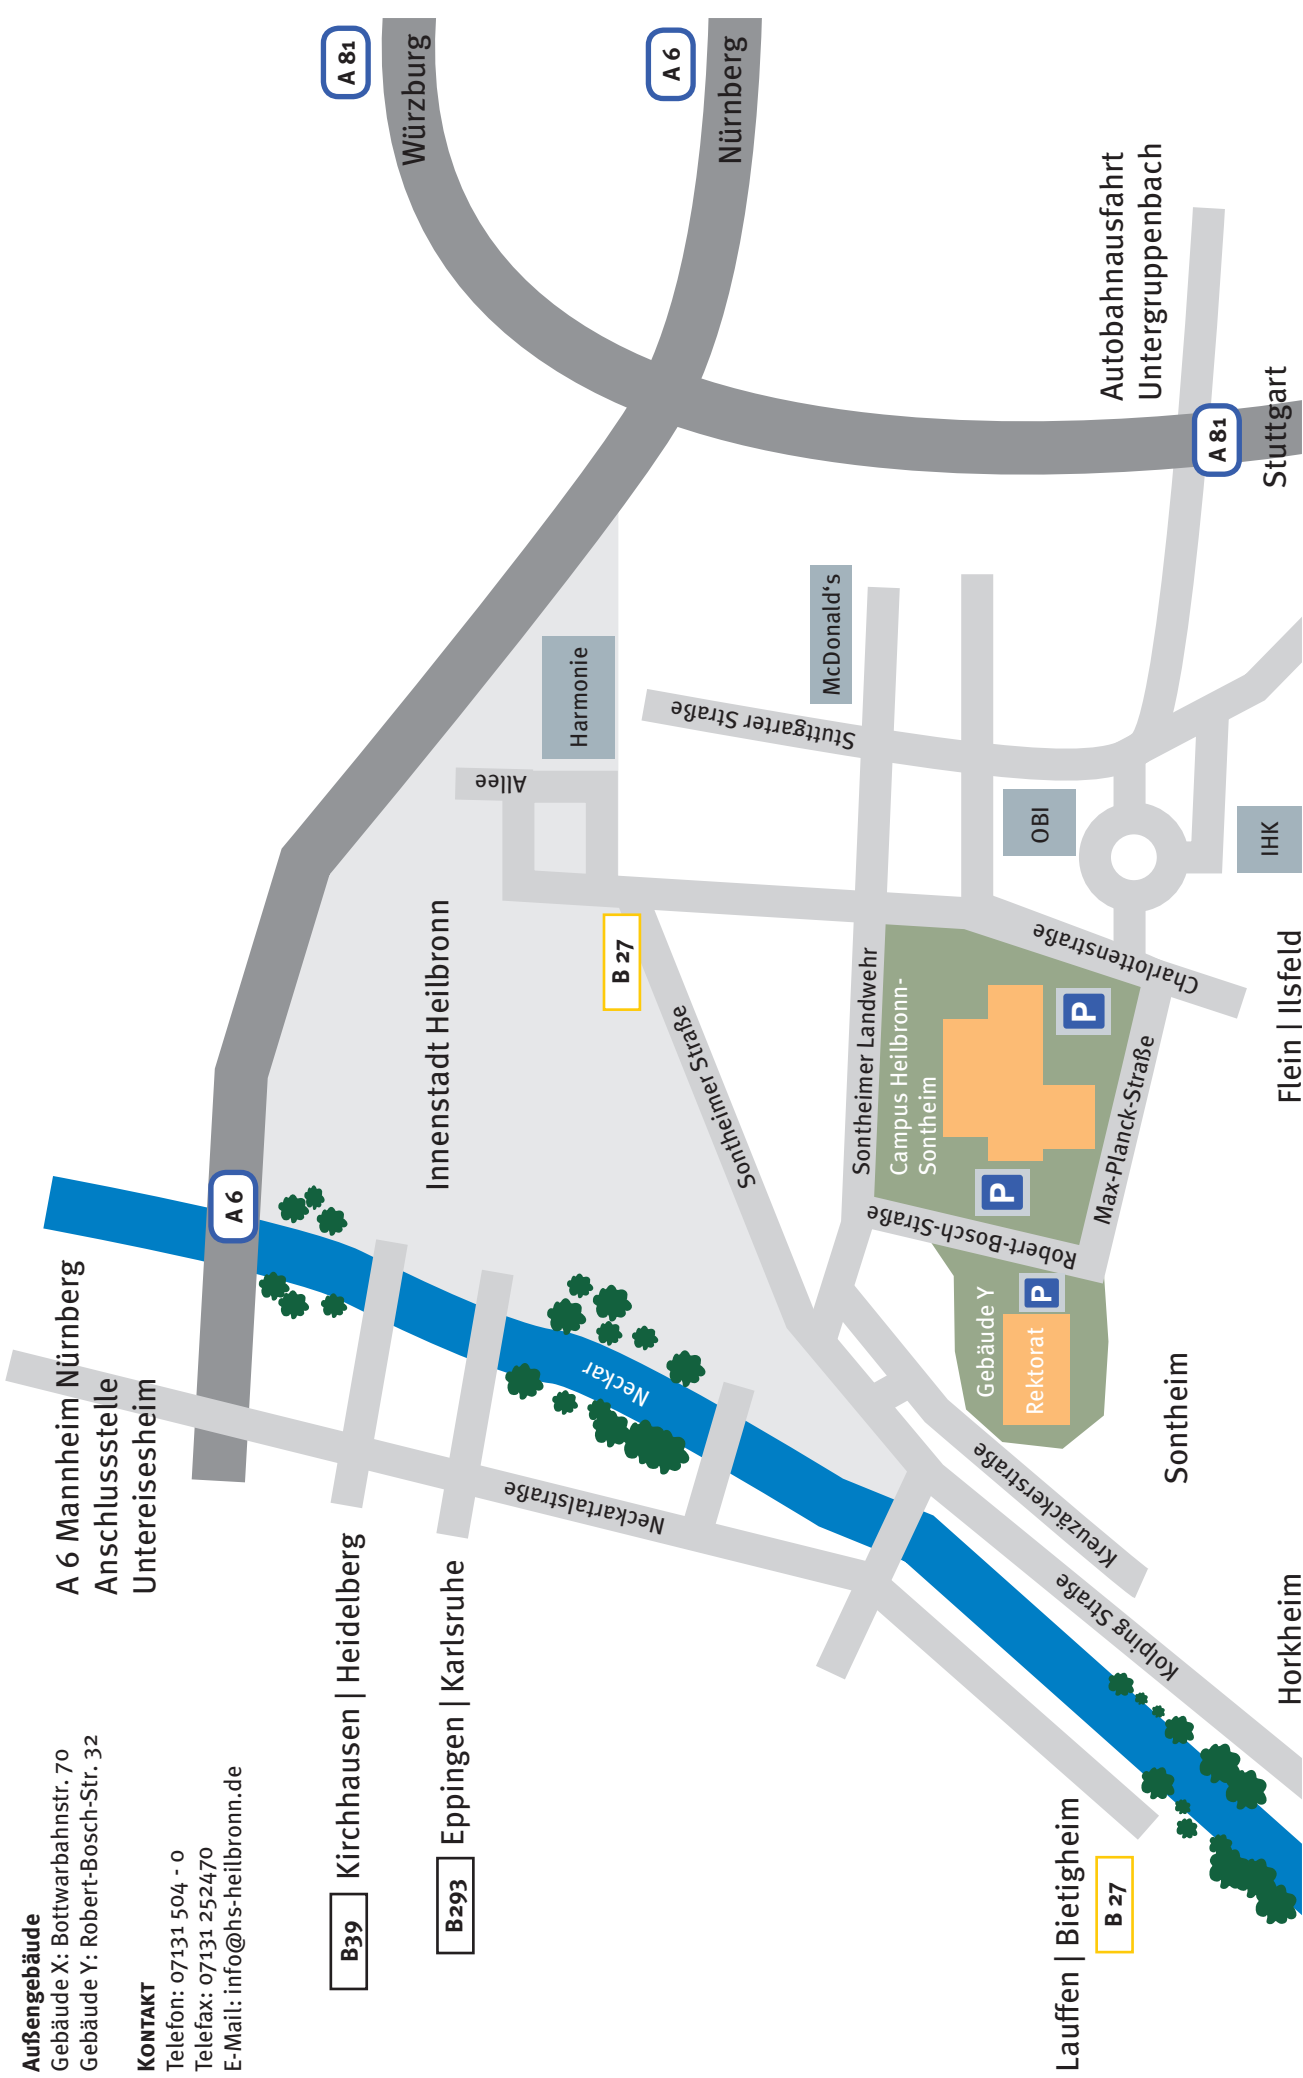 Außengebäude
Gebäude X: Bottwarbahnstr. 70
Gebäude Y: Robert-Bosch-Str. 32
KONTAKT
Telefon: 07131 504 - 0
Telefax: 07131 252470
E-Mail: info@hs-heilbronn.de
A 6 Mannheim Nürnberg
Anschlussstelle
Untereisesheim
A 6
B39
Kirchhausen | Heidelberg
B293
Eppingen | Karlsruhe
A 81
Würzburg
A 6
Nürnberg
Innenstadt Heilbronn
Allee
Harmonie
Neckar
Neckartalstraße
B 27
Sontheimer Straße
Stuttgarter Straße
McDonald‘s
Sontheimer Landwehr
Campus Heilbronn-
Sontheim
P
P
Robert-Bosch-Straße
Gebäude Y
Rektorat
P
Max-Planck-Straße
Charlottenstraße
OBI
IHK
Autobahnausfahrt
Untergruppenbach
A 81
Stuttgart
Kreuzäckerstraße
Kolping Straße
Lauffen | Bietigheim
B 27
Sontheim
Horkheim
Flein | Ilsfeld